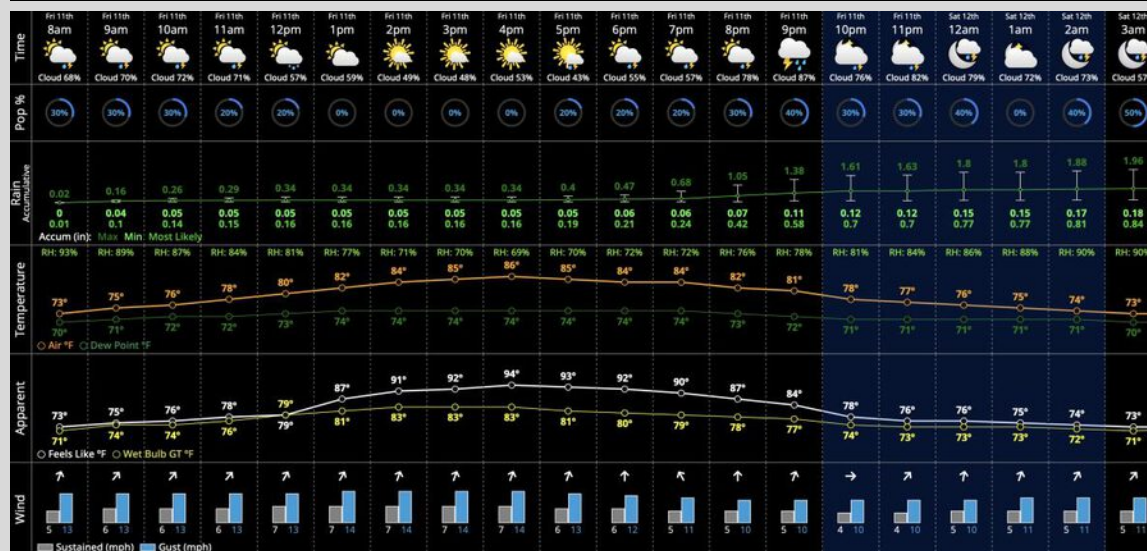 Fri 11th Fri 11th Fri 11th Fri 11th Fri 11th Fri 11th Fri 11th Fri 11th Fri 11th Fri 11th Fri 11th Fri 11th Fri 11th Fri 11th Fri 11th Fri 11th Sat 12th Sat 12th Sat 12th Sat 12th
Time 8am 9am 10am 11am 12pm 1pm 2pm 3pm 4pm 5pm 6pm 7pm 8pm 9pm 10pm 11pm 12am 1am 2am 3am
Cloud 68% Cloud 70% Cloud 72% Cloud 71% Cloud 57% Cloud 59% Cloud 49% Cloud 48% Cloud 53% Cloud 43% Cloud 55% Cloud 57% Cloud 78% Cloud 87% Cloud 76% Cloud 82% Cloud 79% Cloud 72% Cloud 73% Cloud 57
Pop % 30% 30% 30% 20% 20% 0% 0% 0% 0% 20% 20% 20% 30% 40% 30% 30% 40% 0% 40% 50%
Rain Accumulative
0.02 0.16 0.26 0.29 0.34 0.34 0.34 0.34 0.34 0.4 0.47 0.68 1.05 1.38 1.61 1.63 1.8 1.8 1.88 1.96
0 0.04 0.05 0.05 0.05 0.05 0.05 0.05 0.05 0.05 0.06 0.06 0.07 0.11 0.12 0.12 0.15 0.15 0.17 0.18
0.01 0.1 0.14 0.15 0.16 0.16 0.16 0.16 0.16 0.19 0.21 0.24 0.42 0.58 0.7 0.7 0.77 0.77 0.81 0.84
Accum (in): Max Min Most Likely
RH: 93% RH: 89% RH: 87% RH: 84% RH: 81% RH: 77% RH: 71% RH: 70% RH: 69% RH: 70% RH: 72% RH: 72% RH: 76% RH: 78% RH: 81% RH: 84% RH: 86% RH: 88% RH: 90% RH: 90%
Temperature
73° 75° 76° 78° 80° 82° 84° 85° 86° 85° 84° 84° 82° 81° 78° 77° 76° 75° 74° 73°
70° 71° 72° 72° 73° 74° 74° 74° 74° 74° 74° 74° 73° 72° 71° 71° 71° 71° 71° 70°
Air °F Dew Point °F
Apparent
73° 75° 76° 78° 79° 87° 91° 92° 94° 93° 92° 90° 87° 84° 78° 76° 76° 75° 74° 73°
71° 74° 74° 76° 79° 81° 83° 83° 83° 81° 80° 79° 78° 77° 74° 73° 73° 73° 72° 71°
Feels Like °F Wet Bulb GT °F
Wind
5 13 6 13 6 13 6 13 7 13 7 14 7 14 7 14 7 14 6 13 6 12 5 11 5 10 5 10 4 10 4 10 5 10 5 11 5 11 5 11
Sustained (mph) Gust (mph)